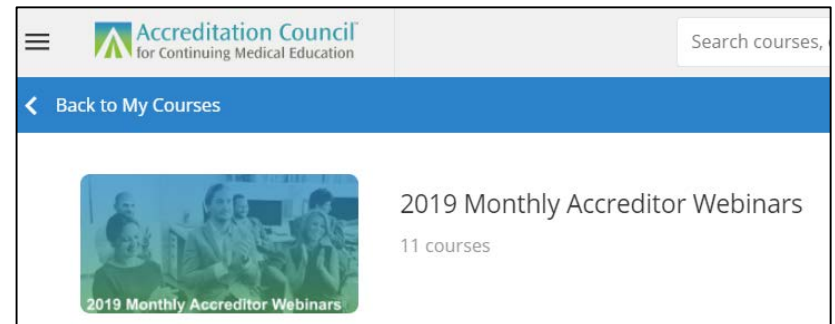 Accreditation Council
for Continuing Medical Education
Search courses,
Back to My Courses
2019 Monthly Accreditor Webinars
11 courses
2019 Monthly Accreditor Webinars